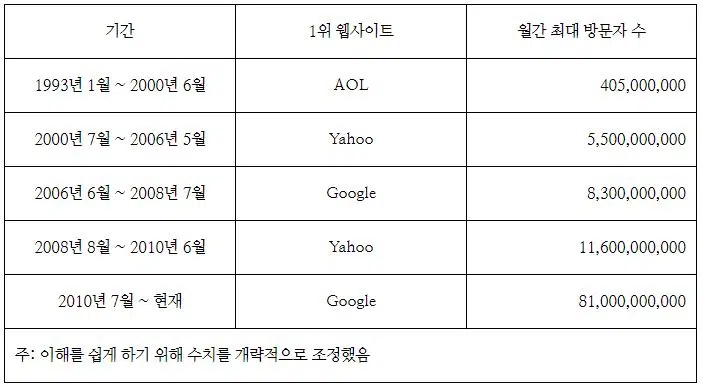 기간 1위 웹사이트 월간 최대 방문자 수
1993년 1월 ~ 2000년 6월 AOL 405,000,000
2000년 7월 ~ 2006년 5월 Yahoo 5,500,000,000
2006년 6월 ~ 2008년 7월 Google 8,300,000,000
2008년 8월 ~ 2010년 6월 Yahoo 11,600,000,000
2010년 7월 ~ 현재 Google 81,000,000,000
주: 이해를 쉽게 하기 위해 수치를 개략적으로 조정했음